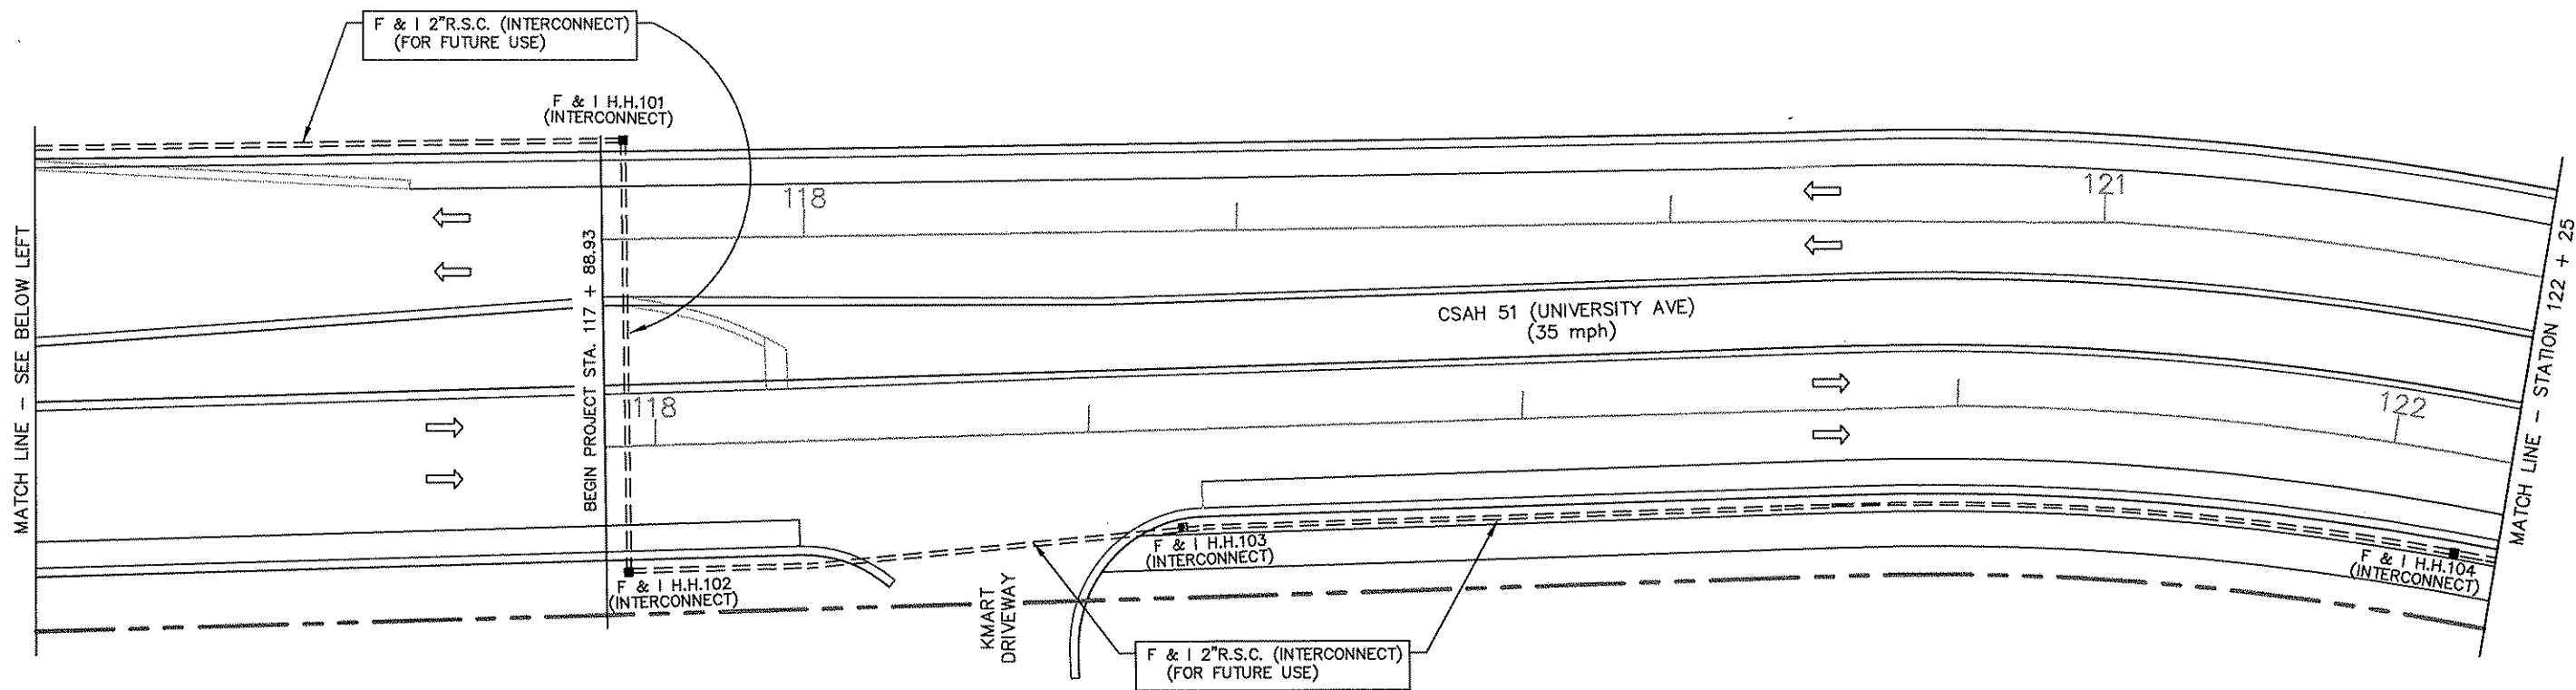 F & I 2"R.S.C. (INTERCONNECT)
(FOR FUTURE USE)
F & I H.H.101
(INTERCONNECT)
MATCH LINE - SEE BELOW LEFT
BEGIN PROJECT STA. 117 + 88.93
118
121
CSAH 51 (UNIVERSITY AVE)
(35 mph)
118
122
MATCH LINE - STATION 122 + 25
F & I H.H.102
(INTERCONNECT)
F & I H.H.103
(INTERCONNECT)
F & I H.H.104
(INTERCONNECT)
KMART
DRIVEWAY
F & I 2"R.S.C. (INTERCONNECT)
(FOR FUTURE USE)